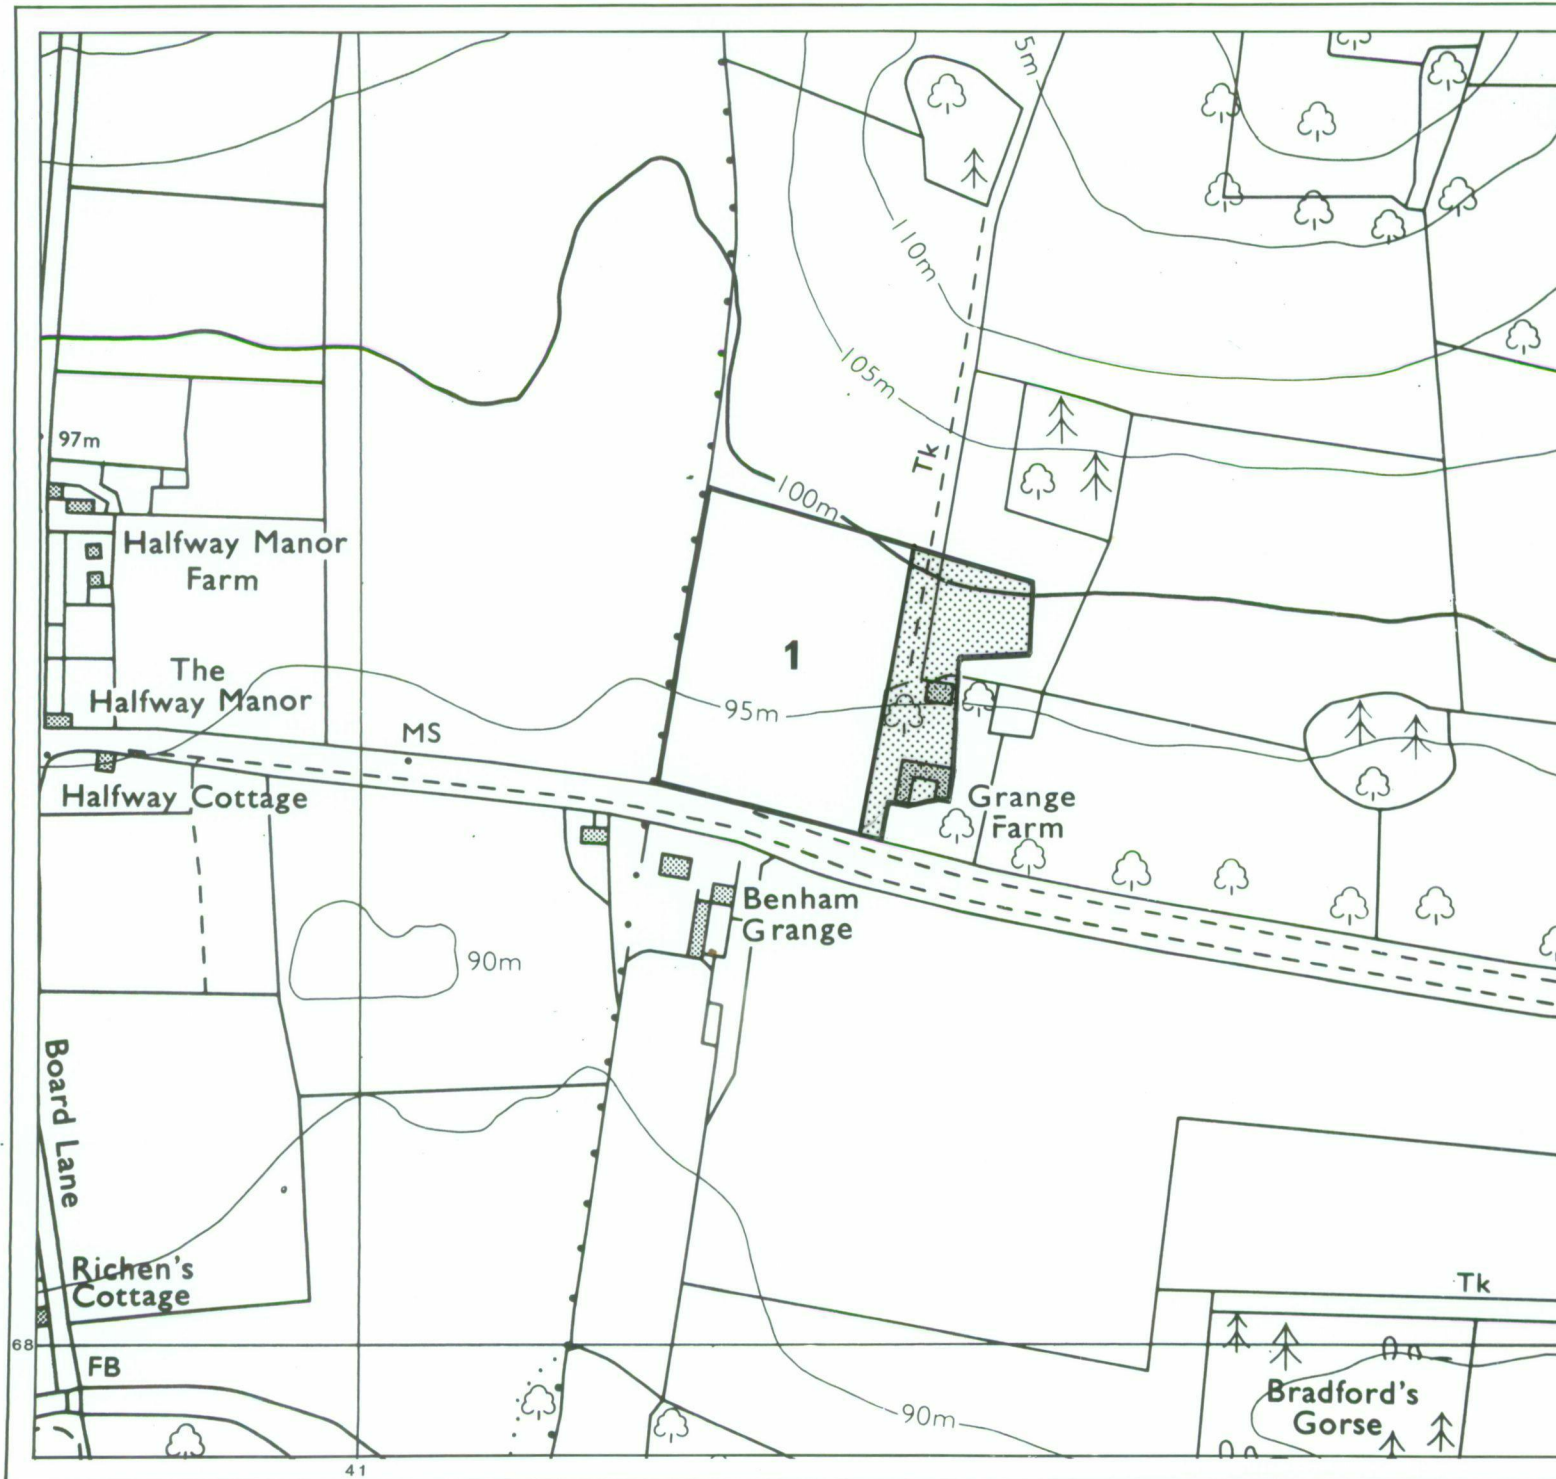 5m
110m
105m
97m
Tk
100m
Halfway Manor
Farm
1
The
Halfway Manor
95m
MS
Halfway Cottage
Grange
Farm
Benham
Grange
90m
Board Lane
Richen's
Cottage
Tk
68
FB
Bradford's
Gorse
90m
41